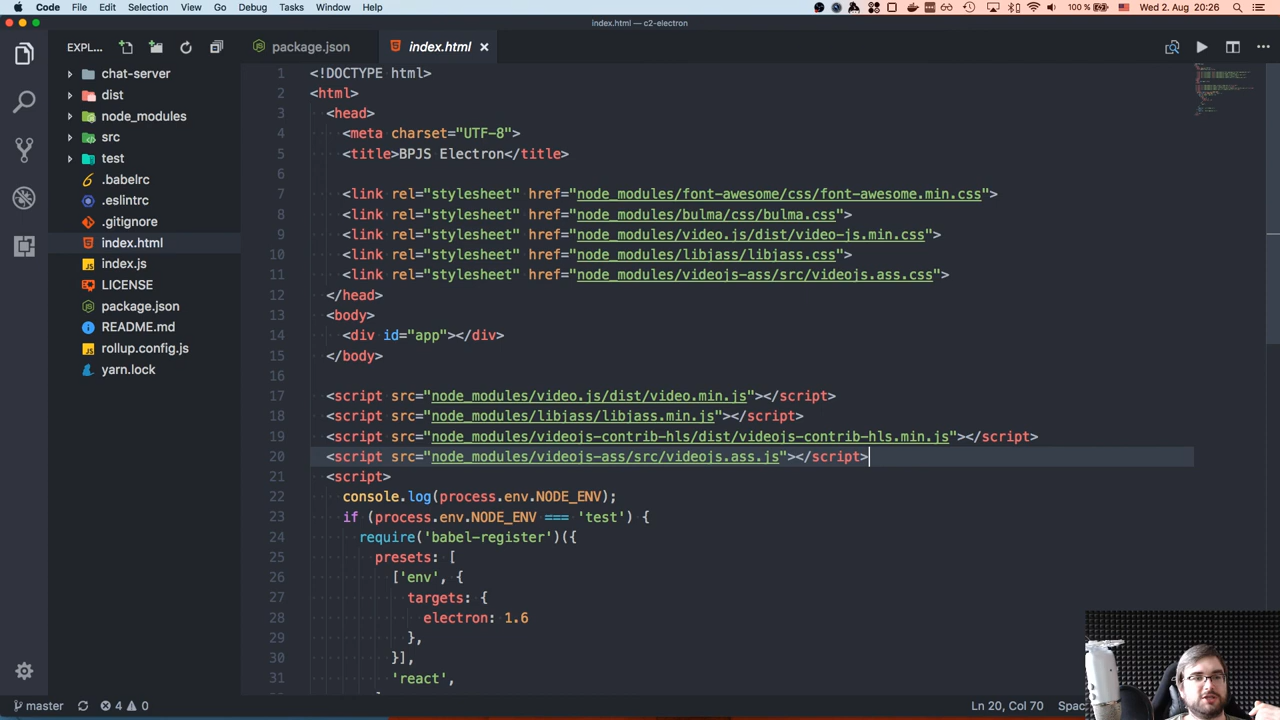 Code File Edit Selection View Go Debug Tasks Window Help 100 % Wed 2. Aug 20:26
index.html — c2-electron
EXPL...
package.json
index.html
chat-server
dist
node_modules
src
test
.babelrc
.eslintrc
.gitignore
index.html
index.js
LICENSE
package.json
README.md
rollup.config.js
yarn.lock
1 <!DOCTYPE html>
2 <html>
3 <head>
4 <meta charset="UTF-8">
5 <title>BPJS Electron</title>
6
7 <link rel="stylesheet" href="node_modules/font-awesome/css/font-awesome.min.css">
8 <link rel="stylesheet" href="node_modules/bulma/css/bulma.css">
9 <link rel="stylesheet" href="node_modules/video.js/dist/video-js.min.css">
10 <link rel="stylesheet" href="node_modules/libjass/libjass.css">
11 <link rel="stylesheet" href="node_modules/videojs-ass/src/videojs.ass.css">
12 </head>
13 <body>
14 <div id="app"></div>
15 </body>
16
17 <script src="node_modules/video.js/dist/video.min.js"></script>
18 <script src="node_modules/libjass/libjass.min.js"></script>
19 <script src="node_modules/videojs-contrib-hls/dist/videojs-contrib-hls.min.js"></script>
20 <script src="node_modules/videojs-ass/src/videojs.ass.js"></script>
21 <script>
22 console.log(process.env.NODE_ENV);
23 if (process.env.NODE_ENV === 'test') {
24 require('babel-register')({
25 presets: [
26 ['env', {
27 targets: {
28 electron: 1.6
29 },
30 }],
31 'react',
master 4 0 Ln 20, Col 70